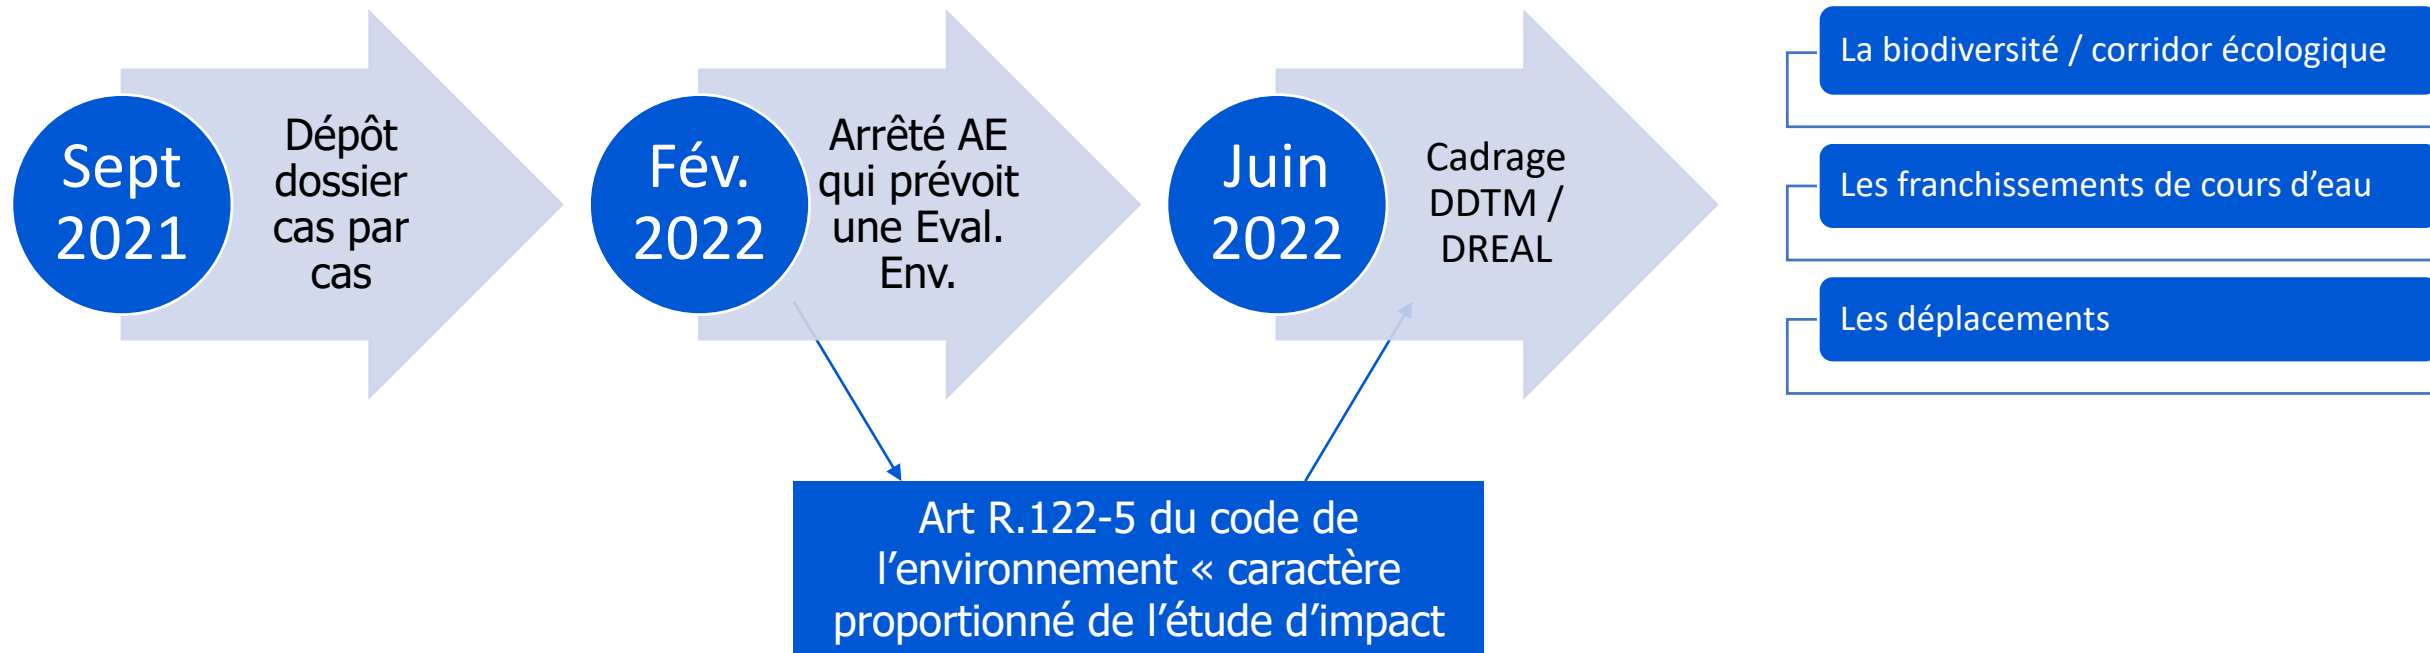 Sept
2021
Dépôt
dossier
cas par
cas
Fév.
2022
Arrêté AE
qui prévoit
une Eval.
Env.
Juin
2022
Cadrage
DDTM /
DREAL
La biodiversité / corridor écologique
Les franchissements de cours d’eau
Les déplacements
Art R.122-5 du code de
l’environnement « caractère
proportionné de l’étude d’impact